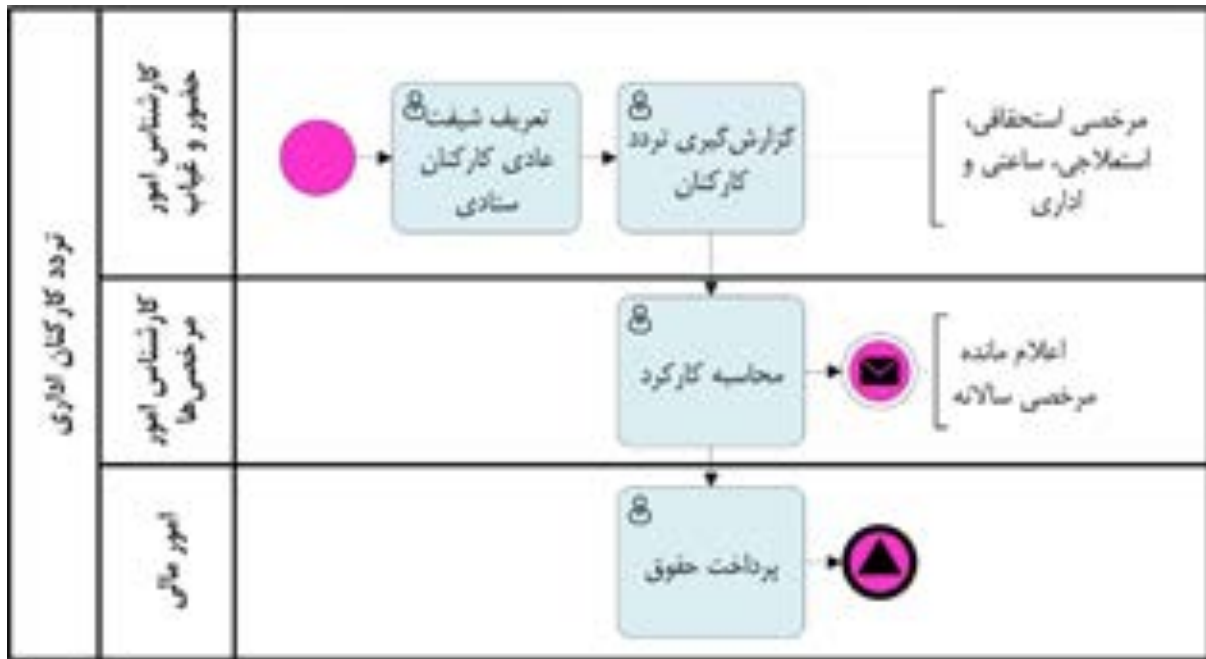 تردد کارکنان اداری
کارشناس امور
حضور و غیاب
تعریف شیفت
عادی کارکنان
ستادی
گزارش‌گیری تردد
کارکنان
مرخصی استحقاقی،
استعلاجی، ساعتی و
اداری
کارشناس امور
مرخصی‌ها
محاسبه کارکرد
اعلام مانده
مرخصی سالانه
امور مالی
پرداخت حقوق